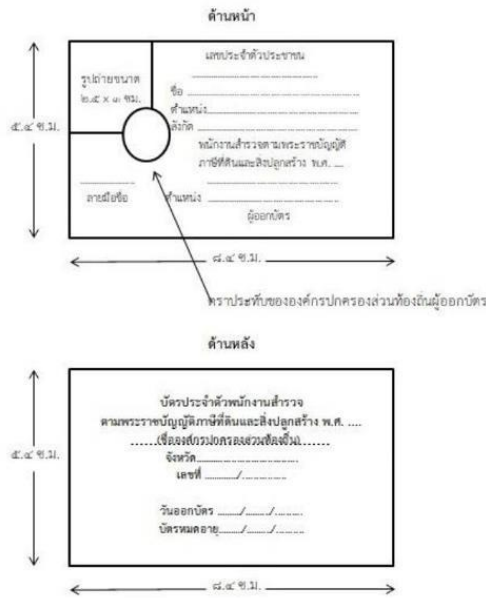 ด้านหน้า
เลขประจำตัวประชาชน
............................................
รูปถ่ายขนาด
๒.๕ × ๓ ซม.
ชื่อ ............................................
ตำแหน่ง............................................
สังกัด ............................................
พนักงานสำรวจตามพระราชบัญญัติ
ภาษีที่ดินและสิ่งปลูกสร้าง พ.ศ. ....
๕.๔ ซ.ม.
....................
............................................
ลายมือชื่อ
ตำแหน่ง ............................................
ผู้ออกบัตร
๘.๔ ซ.ม.
ตราประทับขององค์กรปกครองส่วนท้องถิ่นผู้ออกบัตร
ด้านหลัง
บัตรประจำตัวพนักงานสำรวจ
ตามพระราชบัญญัติภาษีที่ดินและสิ่งปลูกสร้าง พ.ศ. ....
......(ชื่อองค์กรปกครองส่วนท้องถิ่น).......
จังหวัด..............................
เลขที่ ........../..............
๕.๔ ซ.ม.
วันออกบัตร ......../......../..........
บัตรหมดอายุ......../......../..........
๘.๔ ซ.ม.